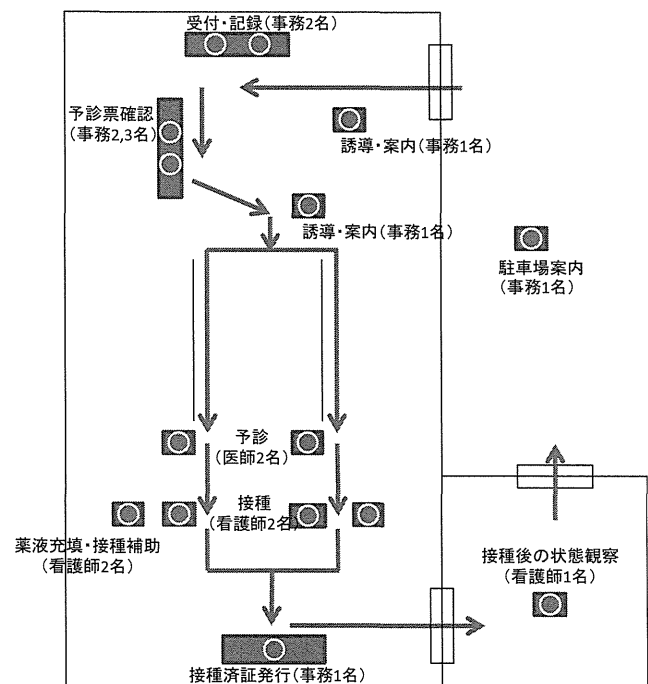 受付・記録(事務2名)
予診票確認
(事務2,3名)
誘導・案内(事務1名)
誘導・案内(事務1名)
駐車場案内
(事務1名)
予診
(医師2名)
接種
(看護師2名)
薬液充填・接種補助
(看護師2名)
接種後の状態観察
(看護師1名)
接種済証発行(事務1名)